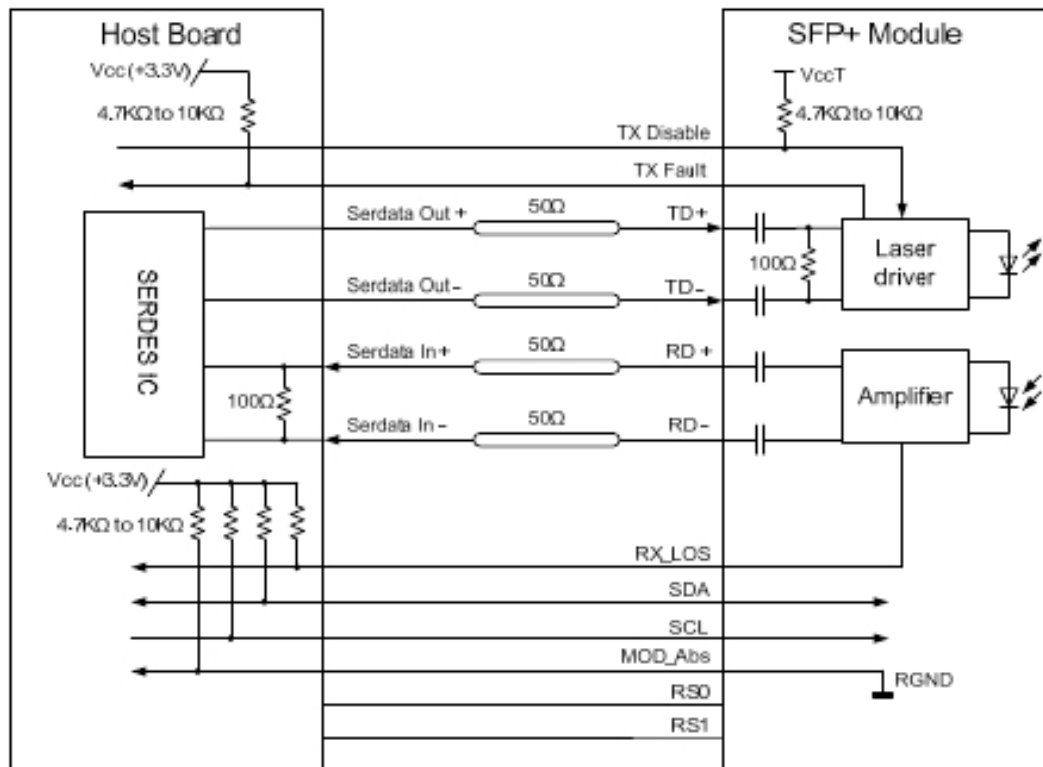 Host Board
SFP+ Module
Vcc (+3.3V)
VccT
4.7KΩ to 10KΩ
4.7KΩ to 10KΩ
TX Disable
TX Fault
Serdata Out +
50Ω
TD+
SERDES IC
100Ω
Laser
driver
Serdata Out -
50Ω
TD-
Serdata In +
50Ω
RD +
100Ω
Amplifier
Serdata In -
50Ω
RD-
Vcc (+3.3V)
4.7KΩ to 10KΩ
RX_LOS
SDA
SCL
MOD_Abs
RGND
RS0
RS1